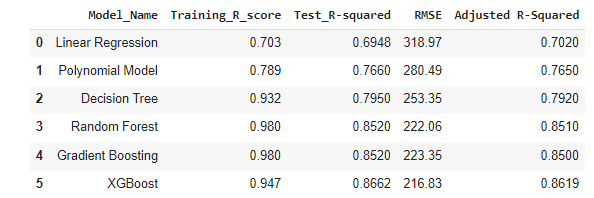 Model_Name Training_R_score Test_R-squared RMSE Adjusted R-Squared
0 Linear Regression 0.703 0.6948 318.97 0.7020
1 Polynomial Model 0.789 0.7660 280.49 0.7650
2 Decision Tree 0.932 0.7950 253.35 0.7920
3 Random Forest 0.980 0.8520 222.06 0.8510
4 Gradient Boosting 0.980 0.8520 223.35 0.8500
5 XGBoost 0.947 0.8662 216.83 0.8619